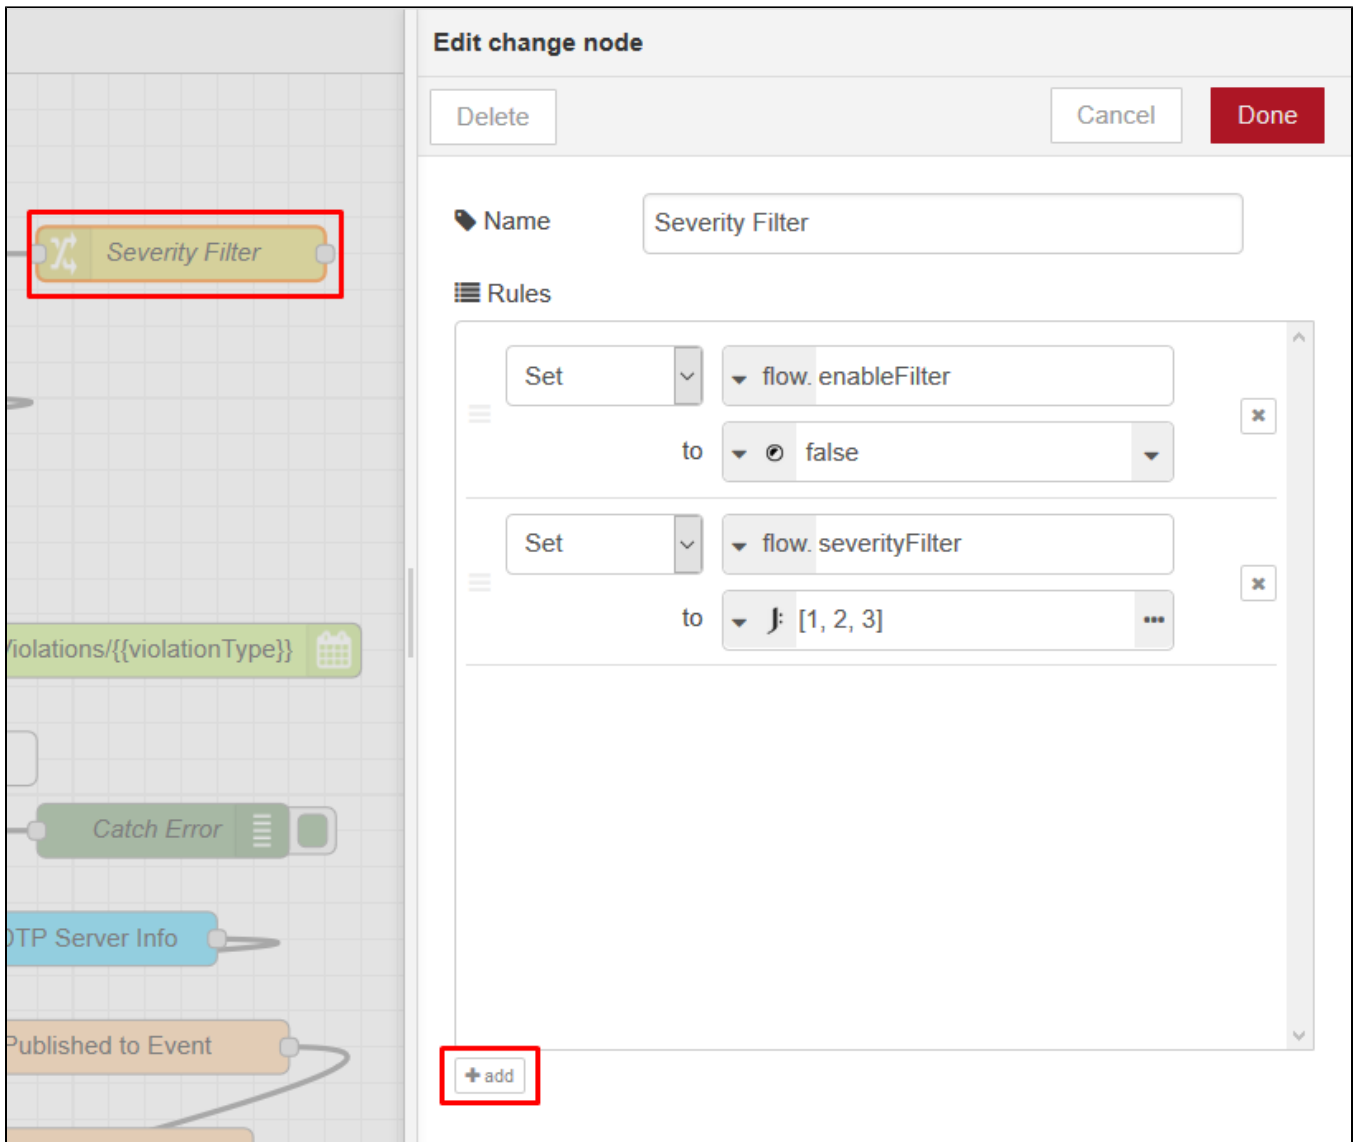 Edit change node
Delete
Cancel
Done
Name
Severity Filter
Rules
Set
flow. enableFilter
to
false
Set
flow. severityFilter
to
J: [1, 2, 3]
add
Severity Filter
iolations/{{violationType}}
Catch Error
DTP Server Info
Published to Event